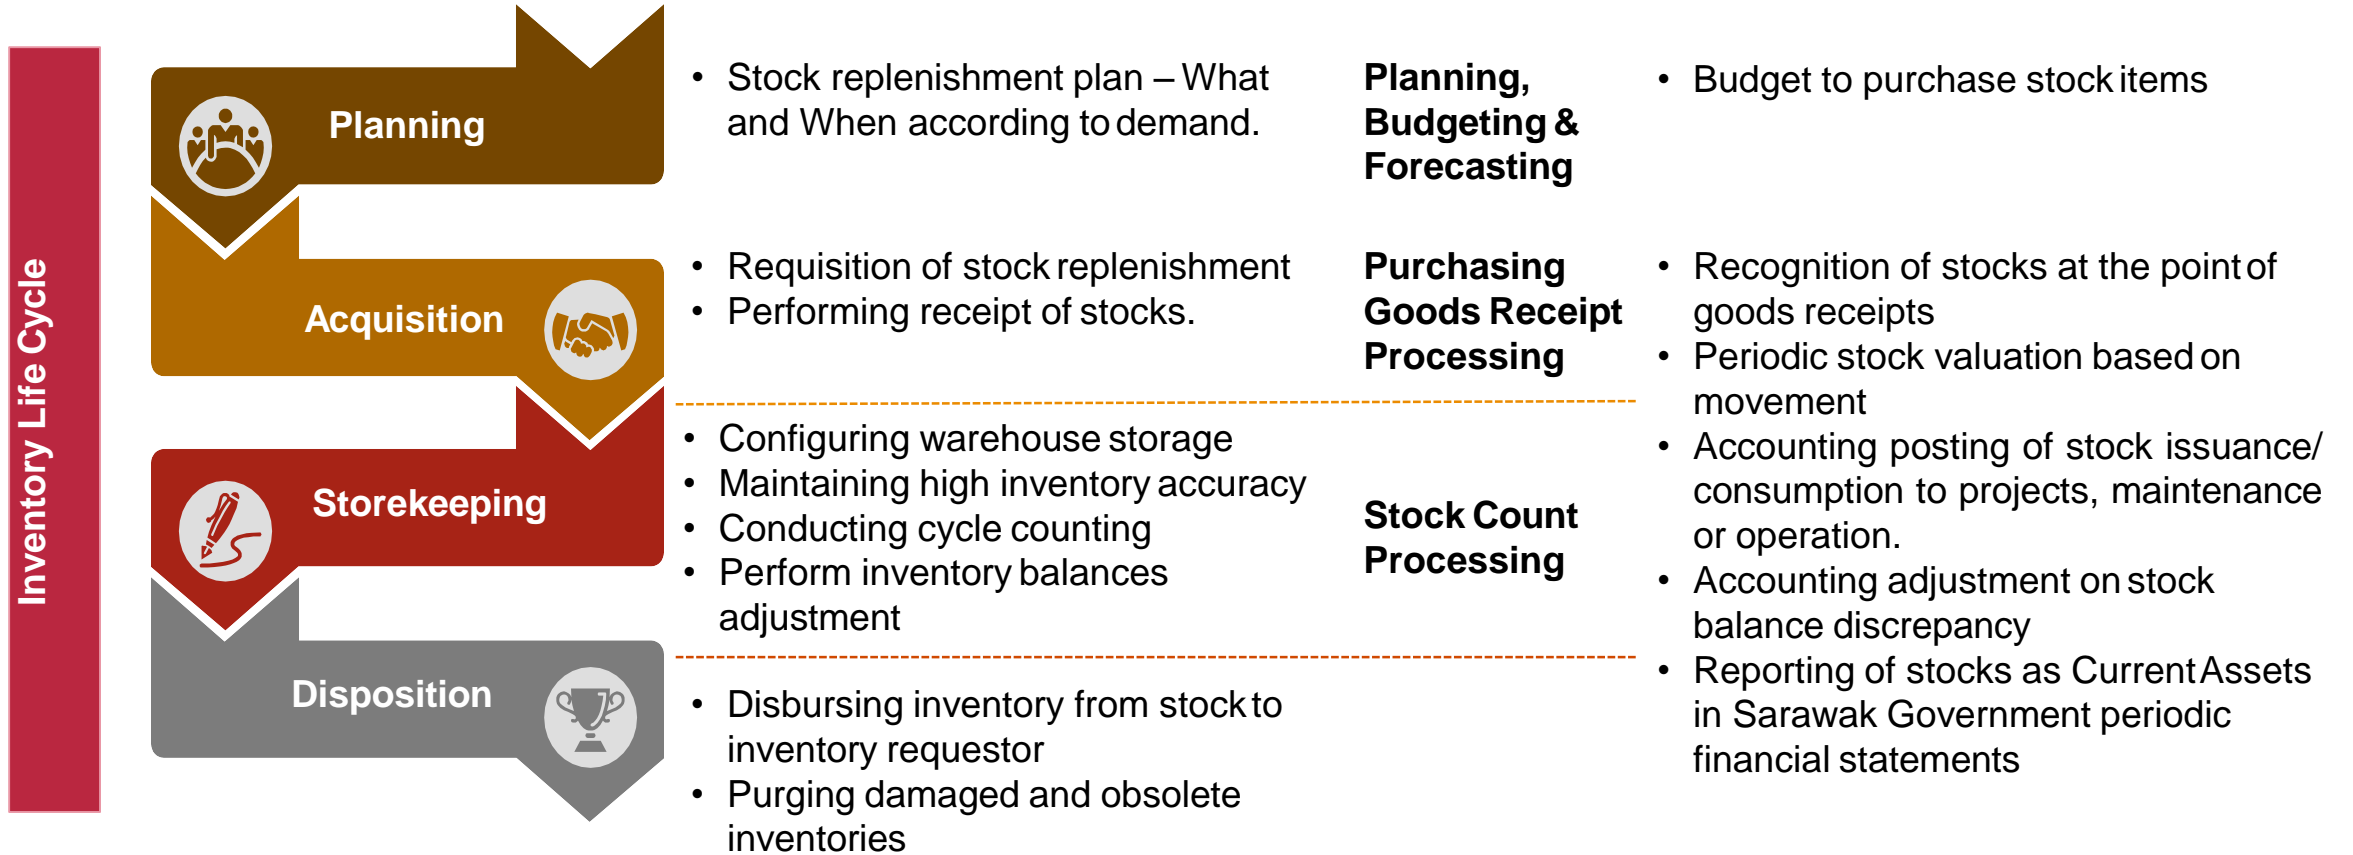 Inventory Life Cycle
Planning
• Stock replenishment plan – What
and When according to demand.
Planning,
Budgeting &
Forecasting
• Budget to purchase stock items
Acquisition
• Requisition of stock replenishment
• Performing receipt of stocks.
Purchasing
Goods Receipt
Processing
• Recognition of stocks at the point of
goods receipts
• Periodic stock valuation based on
movement
• Accounting posting of stock issuance/
consumption to projects, maintenance
or operation.
• Accounting adjustment on stock
balance discrepancy
• Reporting of stocks as Current Assets
in Sarawak Government periodic
financial statements
Storekeeping
• Configuring warehouse storage
• Maintaining high inventory accuracy
• Conducting cycle counting
• Perform inventory balances
adjustment
Stock Count
Processing
Disposition
• Disbursing inventory from stock to
inventory requestor
• Purging damaged and obsolete
inventories